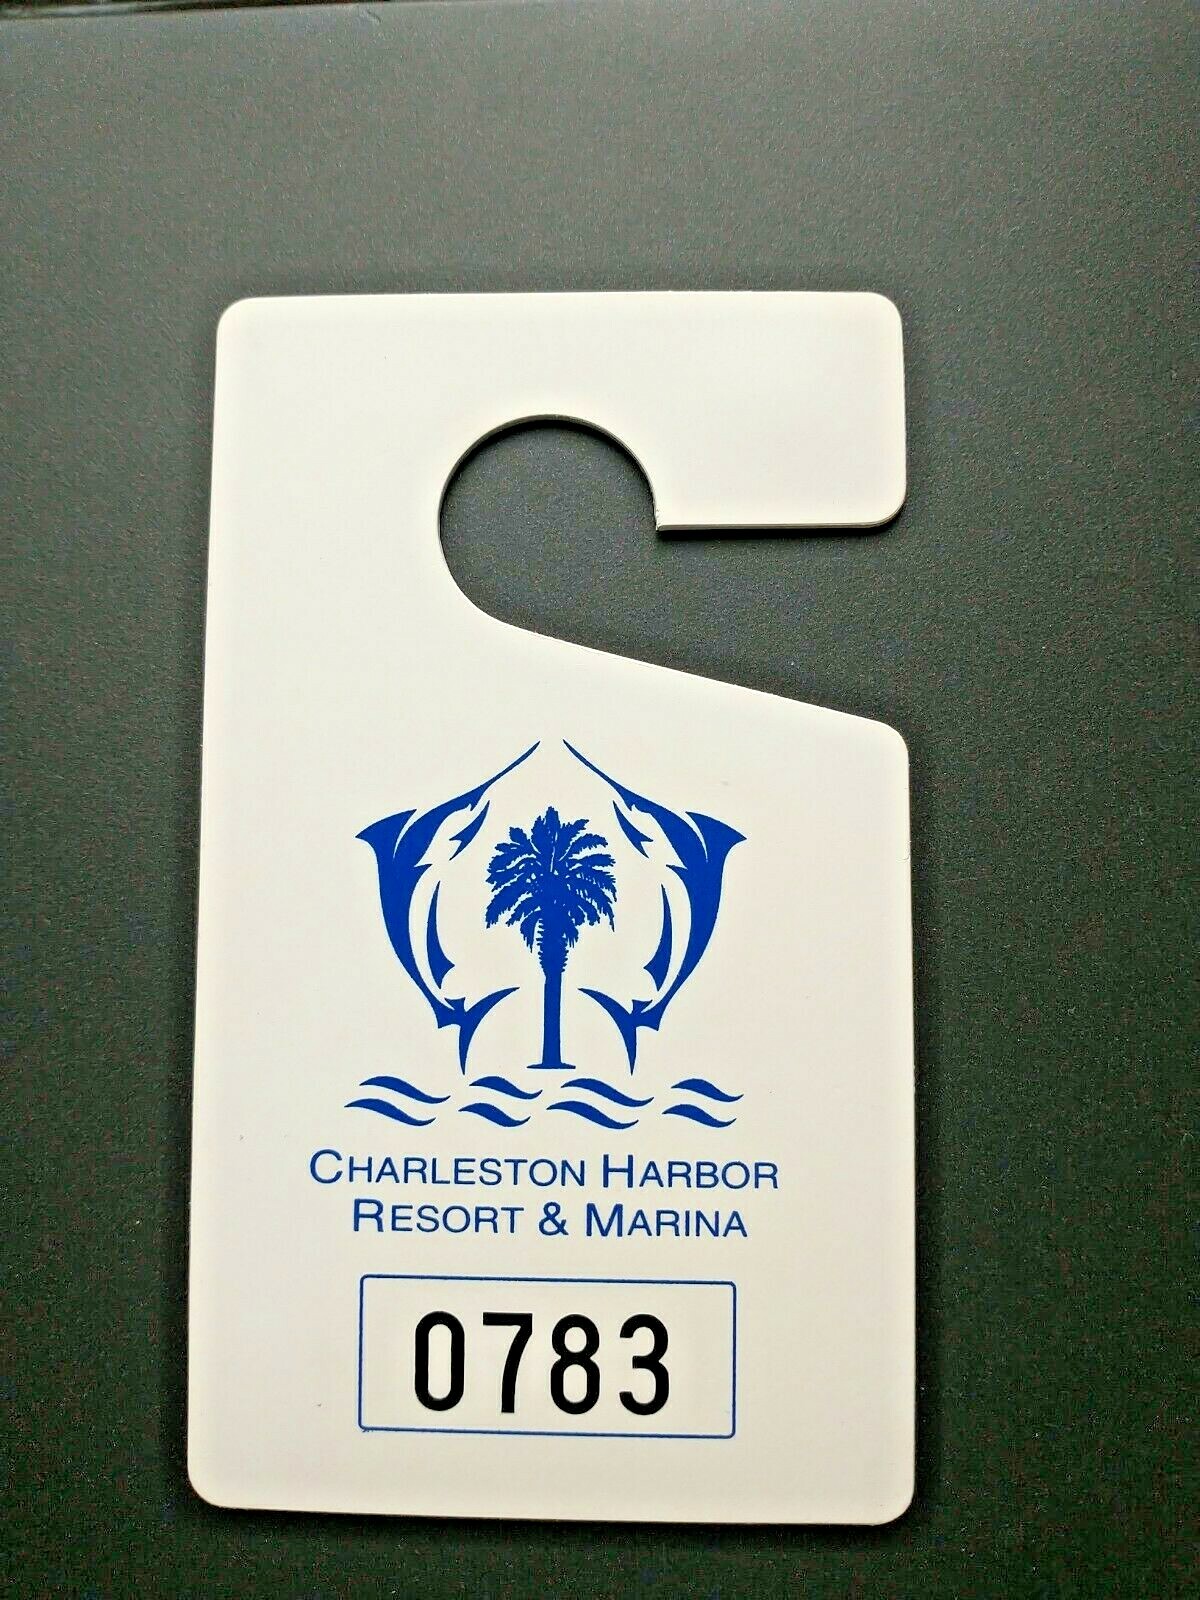 CHARLESTON HARBOR
RESORT & MARINA
0783